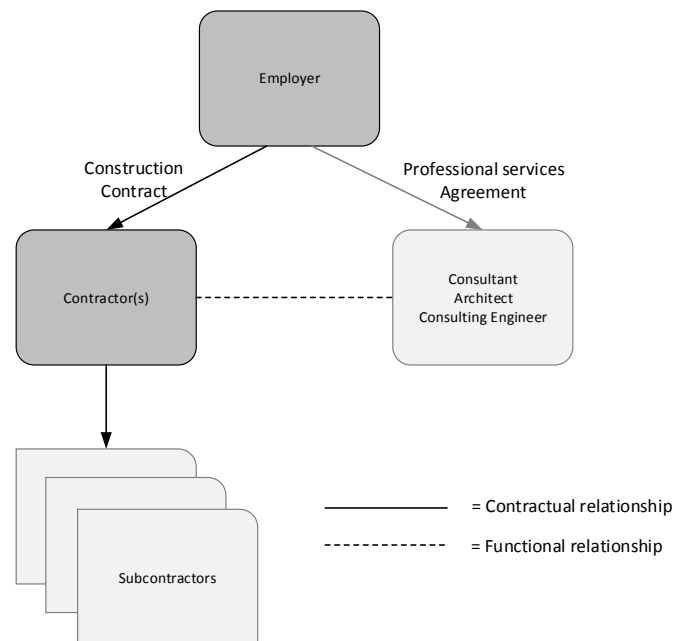 Employer
Construction
Contract
Professional services
Agreement
Contractor(s)
Consultant
Architect
Consulting Engineer
Subcontractors
= Contractual relationship
= Functional relationship